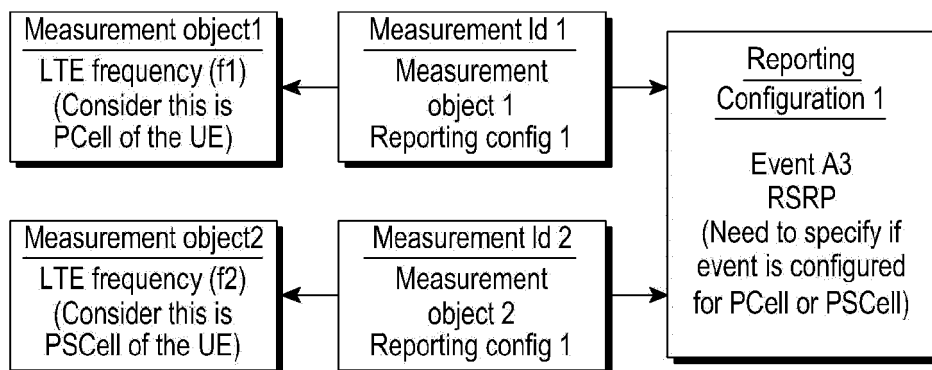 Measurement object1
LTE frequency (f1)
(Consider this is
PCell of the UE)
Measurement Id 1
Measurement
object 1
Reporting config 1
Reporting
Configuration 1
Event A3
RSRP
(Need to specify if
event is configured
for PCell or PSCell)
Measurement object2
LTE frequency (f2)
(Consider this is
PSCell of the UE)
Measurement Id 2
Measurement
object 2
Reporting config 1